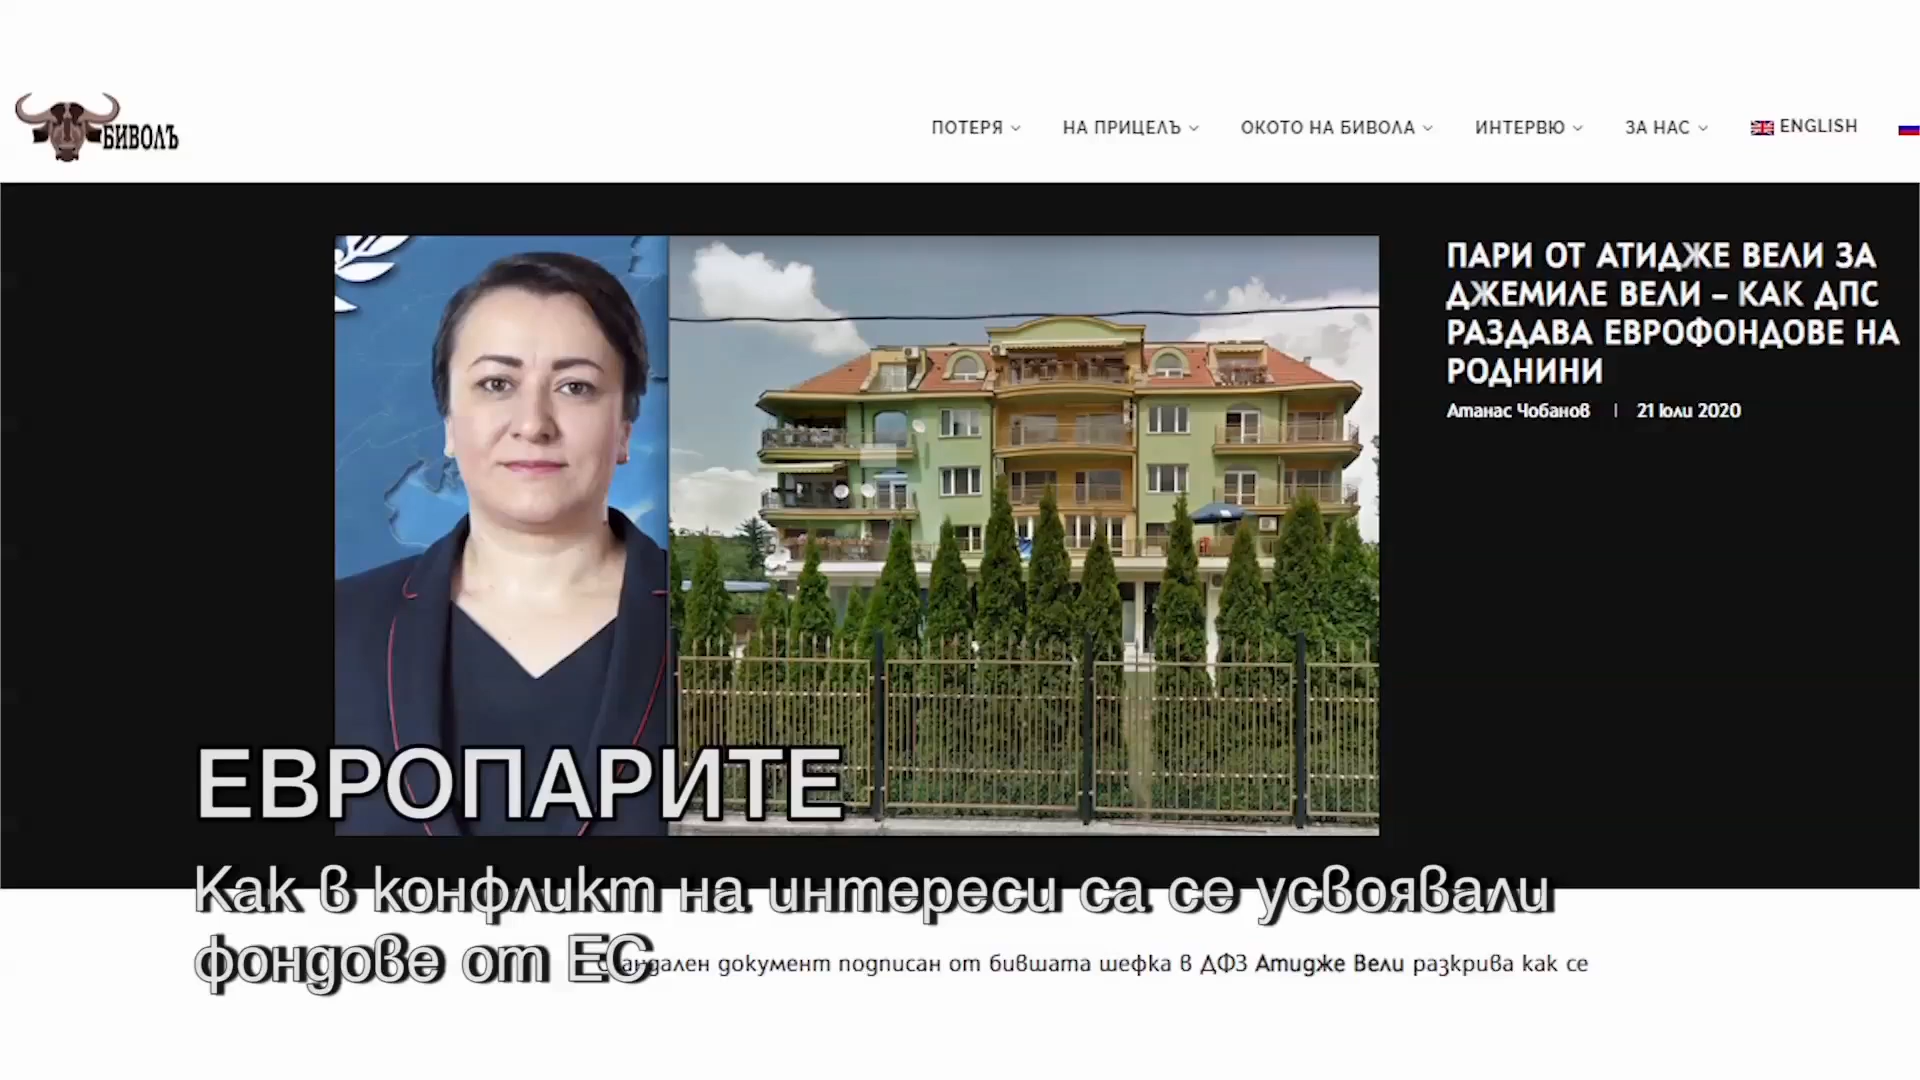 БИВОЛЪ
ПОТЕРЯ
НА ПРИЦЕЛЪ
ОКОТО НА БИВОЛА
ИНТЕРВЮ
ЗА НАС
ENGLISH
ПАРИ ОТ АТИДЖЕ ВЕЛИ ЗА
ДЖЕМИЛЕ ВЕЛИ – КАК ДПС
РАЗДАВА ЕВРОФОНДОВЕ НА
РОДНИНИ
Атанас Чобанов | 21 Юли 2020
ЕВРОПАРИТЕ
Как в конфликт на интереси са се усвоявали
фондове от ЕС
документ подписан от бившата шефка в ДФЗ Атидже Вели разкрива как се